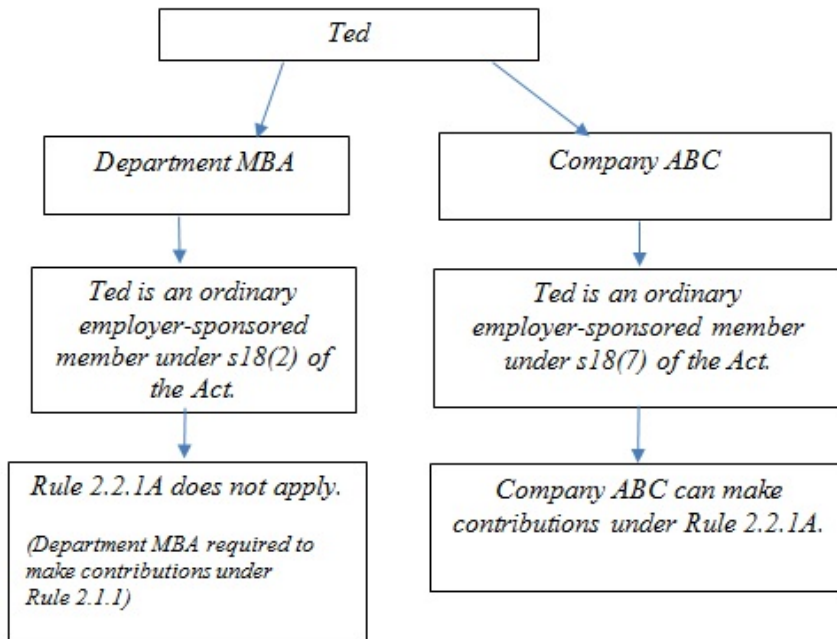 Ted
Department MBA
Company ABC
Ted is an ordinary
employer-sponsored
member under s18(2) of
the Act.
Ted is an ordinary
employer-sponsored member
under s18(7) of the Act.
Rule 2.2.1A does not apply.
(Department MBA required to
make contributions under
Rule 2.1.1)
Company ABC can make
contributions under Rule 2.2.1A.